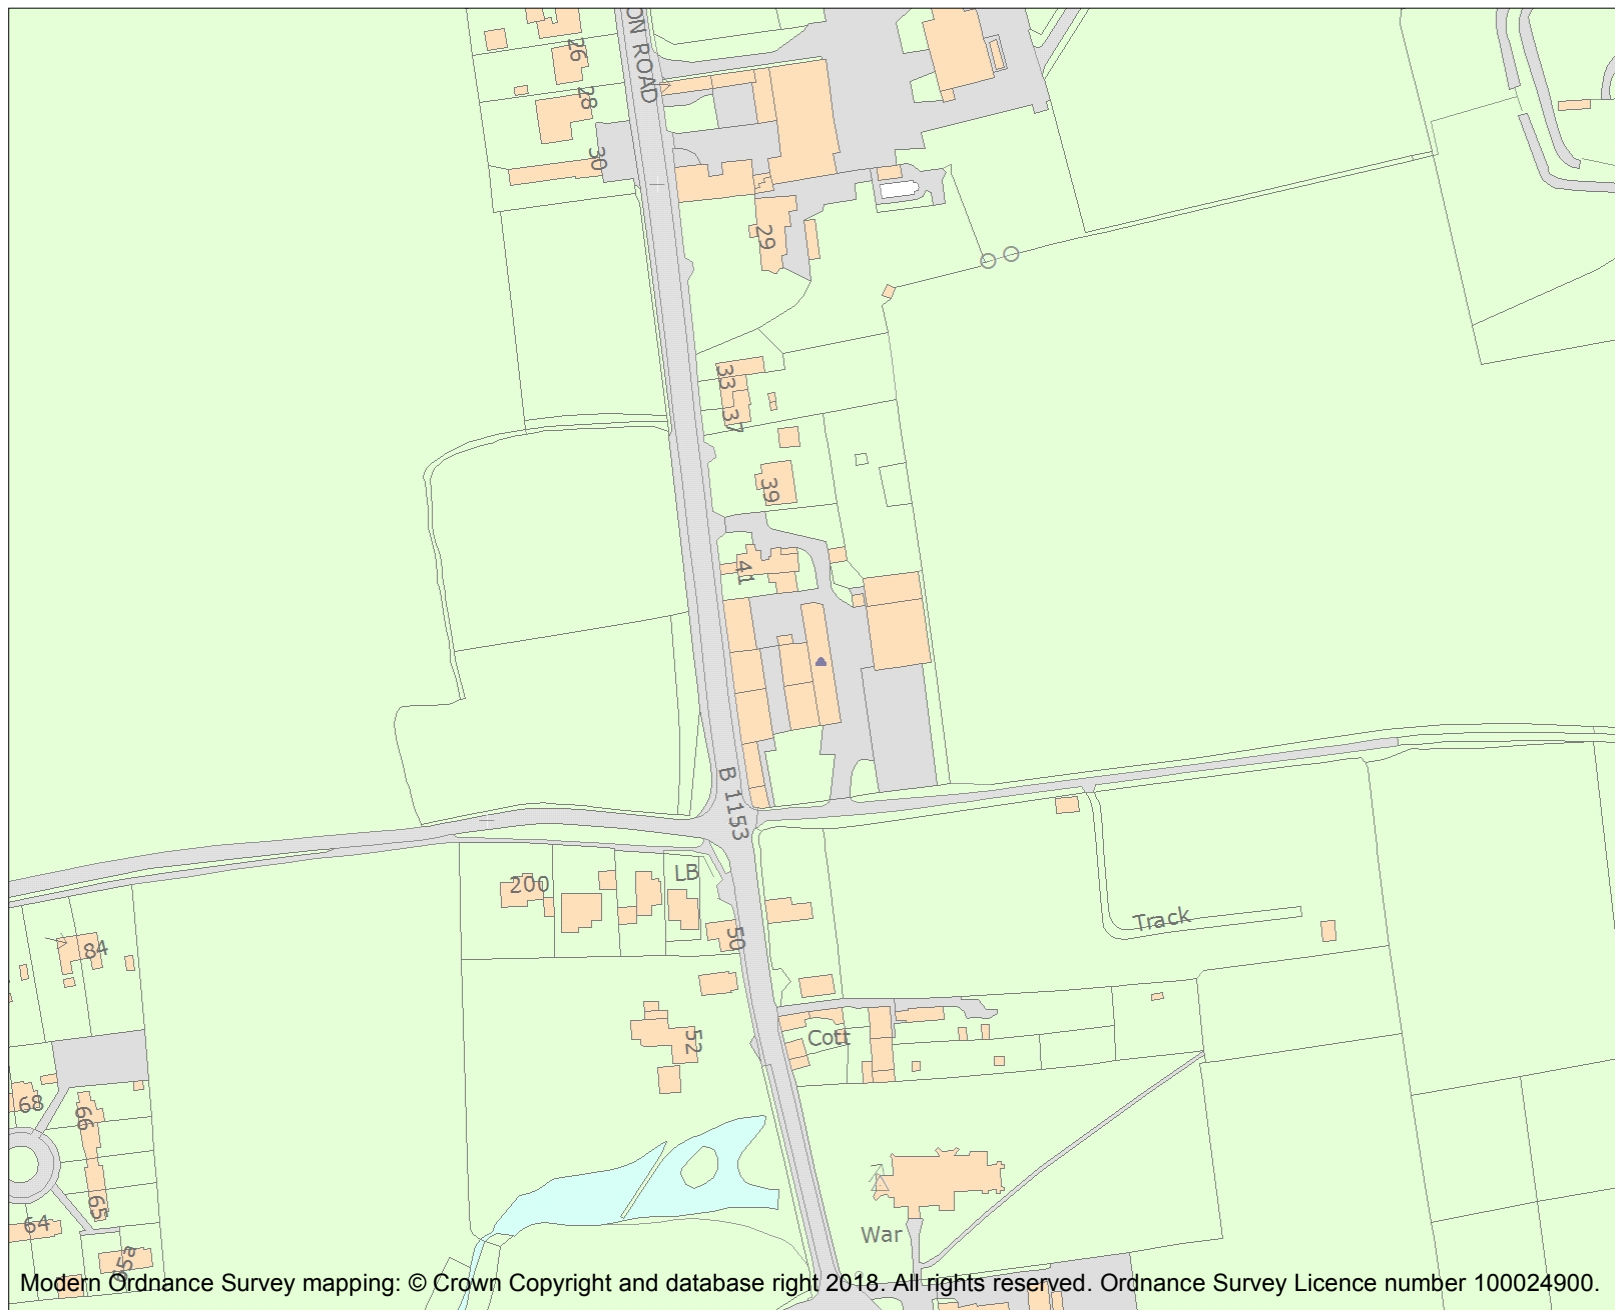 ON ROAD
26
28
30
29
33
37
39
41
B 1153
200
LB
50
84
Track
52
Cott
68
66
65
64
65a
War
Modern Ordnance Survey mapping: © Crown Copyright and database right 2018. All rights reserved. Ordnance Survey Licence number 100024900.